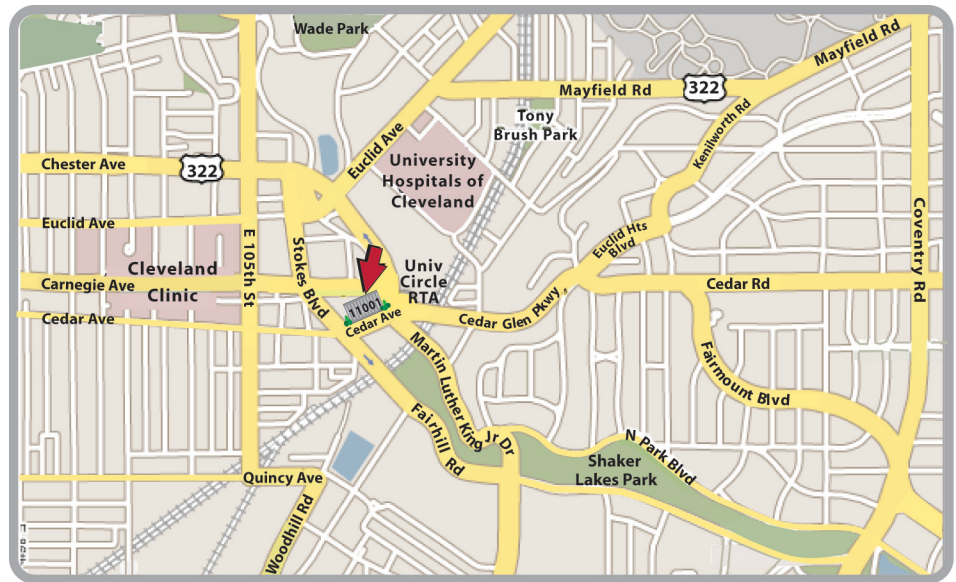 Wade Park
Mayfield Rd
Mayfield Rd
322
Tony
Brush Park
Kenilworth Rd
Chester Ave
322
Euclid Ave
University
Hospitals of
Cleveland
Euclid Ave
E 105th St
Stokes Blvd
Cleveland
Clinic
Carnegie Ave
Univ
Circle
RTA
Euclid Hts
Blvd
Coventry Rd
Cedar Rd
11001
Cedar Ave
Cedar Ave
Cedar Glen Pkwy
Martin Luther King Jr Dr
Fairmount Blvd
Fairhill Rd
N Park Blvd
Shaker
Lakes Park
Quincy Ave
Woodhill Rd